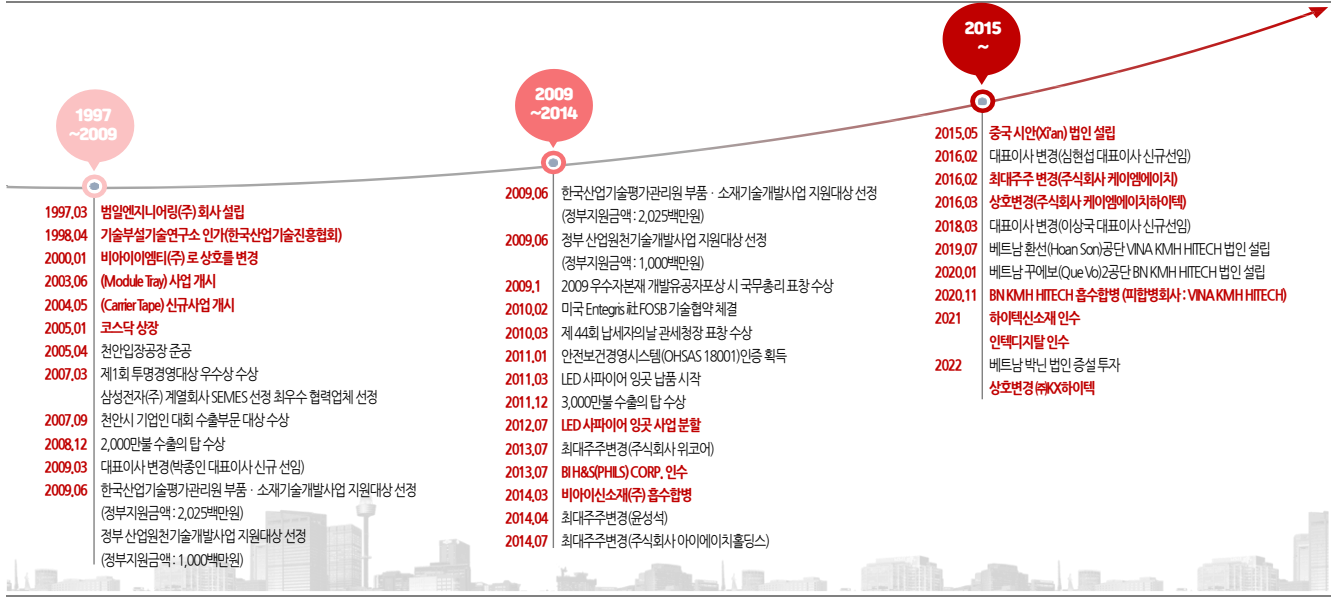 1997
~2009
1997.03 범일엔지니어링(주) 회사 설립
1998.04 기술부설기술연구소 인가(한국산업기술진흥협회)
2000.01 비아이이엠티(주) 로 상호를 변경
2003.06 (Module Tray) 사업 개시
2004.05 (Carrier Tape) 신규사업 개시
2005.01 코스닥 상장
2005.04 천안입장공장 준공
2007.03 제1회 투명경영대상 우수상 수상
삼성전자(주) 계열회사 SEMES 선정 최우수 협력업체 선정
2007.09 천안시 기업인 대회 수출부문 대상 수상
2008.12 2,000만불 수출의 탑 수상
2009.03 대표이사 변경(박종인 대표이사 신규 선임)
2009.06 한국산업기술평가관리원 부품 · 소재기술개발사업 지원대상 선정
(정부지원금액 : 2,025백만원)
정부 산업원천기술개발사업 지원대상 선정
(정부지원금액 : 1,000백만원)
2009
~2014
2009.06 한국산업기술평가관리원 부품 · 소재기술개발사업 지원대상 선정
(정부지원금액 : 2,025백만원)
2009.06 정부 산업원천기술개발사업 지원대상 선정
(정부지원금액 : 1,000백만원)
2009.1 2009 우수자본재 개발유공자포상 시 국무총리 표창 수상
2010.02 미국 Entegris 社 FOSB 기술협약 체결
2010.03 제 44회 납세자의날 관세청장 표창 수상
2011.01 안전보건경영시스템(OHSAS 18001)인증 획득
2011.03 LED 사파이어 잉곳 납품 시작
2011.12 3,000만불 수출의 탑 수상
2012.07 LED 사파이어 잉곳 사업 분할
2013.07 최대주주변경(주식회사 위코어)
2013.07 BI H&S(PHILS) CORP. 인수
2014.03 비아이신소재(주) 흡수합병
2014.04 최대주주변경(윤성석)
2014.07 최대주주변경(주식회사 아이에이치홀딩스)
2015
~
2015.05 중국 시안(Xi'an) 법인 설립
2016.02 대표이사 변경(심현섭 대표이사 신규선임)
2016.02 최대주주 변경(주식회사 케이엠에이치)
2016.03 상호변경(주식회사 케이엠에이치하이텍)
2018.03 대표이사 변경(이상국 대표이사 신규선임)
2019.07 베트남 환선(Hoan Son)공단 VINA KMH HITECH 법인 설립
2020.01 베트남 꾸에보(Que Vo)2공단 BN KMH HITECH 법인 설립
2020.11 BN KMH HITECH 흡수합병 (피합병회사 : VINA KMH HITECH)
2021 하이텍신소재 인수
인텍디지탈 인수
2022 베트남 박닌 법인 증설 투자
상호변경 ㈜KX하이텍